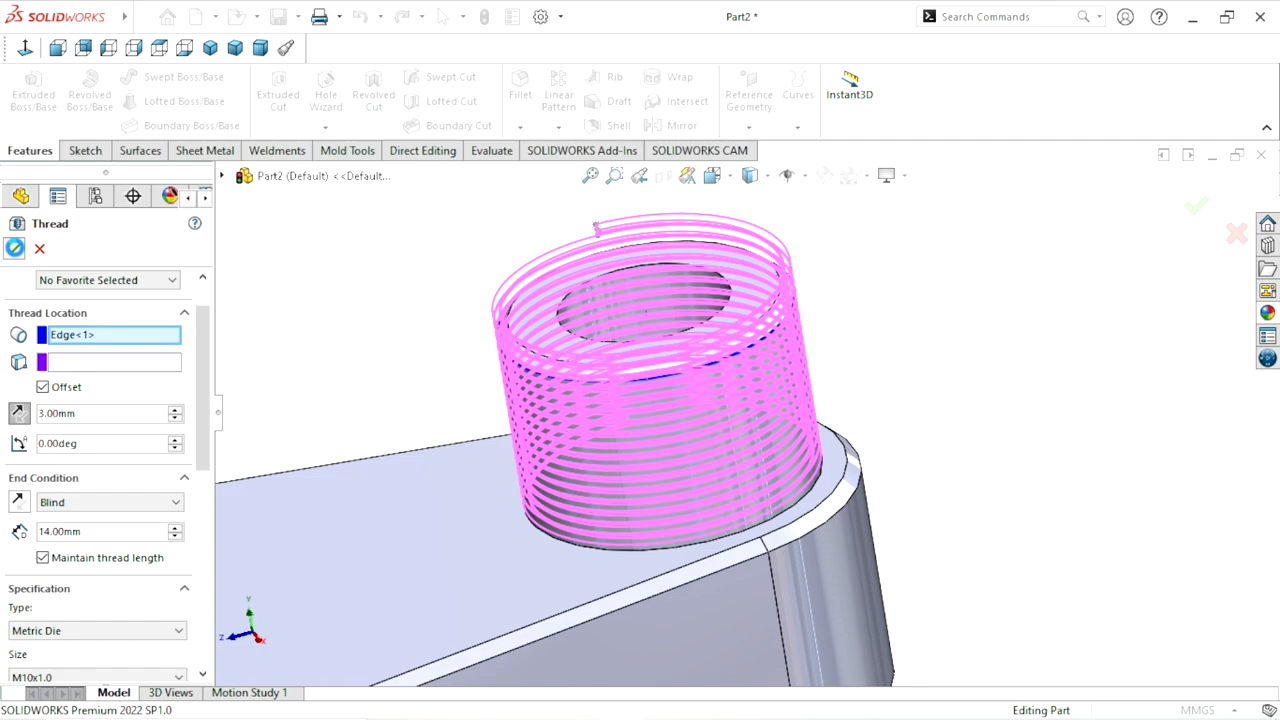 SOLIDWORKS
Part2 *
Search Commands
Extruded Boss/Base
Revolved Boss/Base
Swept Boss/Base
Lofted Boss/Base
Boundary Boss/Base
Extruded Cut
Hole Wizard
Revolved Cut
Swept Cut
Lofted Cut
Boundary Cut
Fillet
Linear Pattern
Rib
Draft
Shell
Wrap
Intersect
Mirror
Reference Geometry
Curves
Instant3D
Features
Sketch
Surfaces
Sheet Metal
Weldments
Mold Tools
Direct Editing
Evaluate
SOLIDWORKS Add-Ins
SOLIDWORKS CAM
Part2 (Default) <<Default...
Thread
No Favorite Selected
Thread Location
Edge<1>
Offset
3.00mm
0.00deg
End Condition
Blind
14.00mm
Maintain thread length
Specification
Type:
Metric Die
Size
M10x1.0
Y
Z
X
Model
3D Views
Motion Study 1
SOLIDWORKS Premium 2022 SP1.0
Editing Part
MMGS